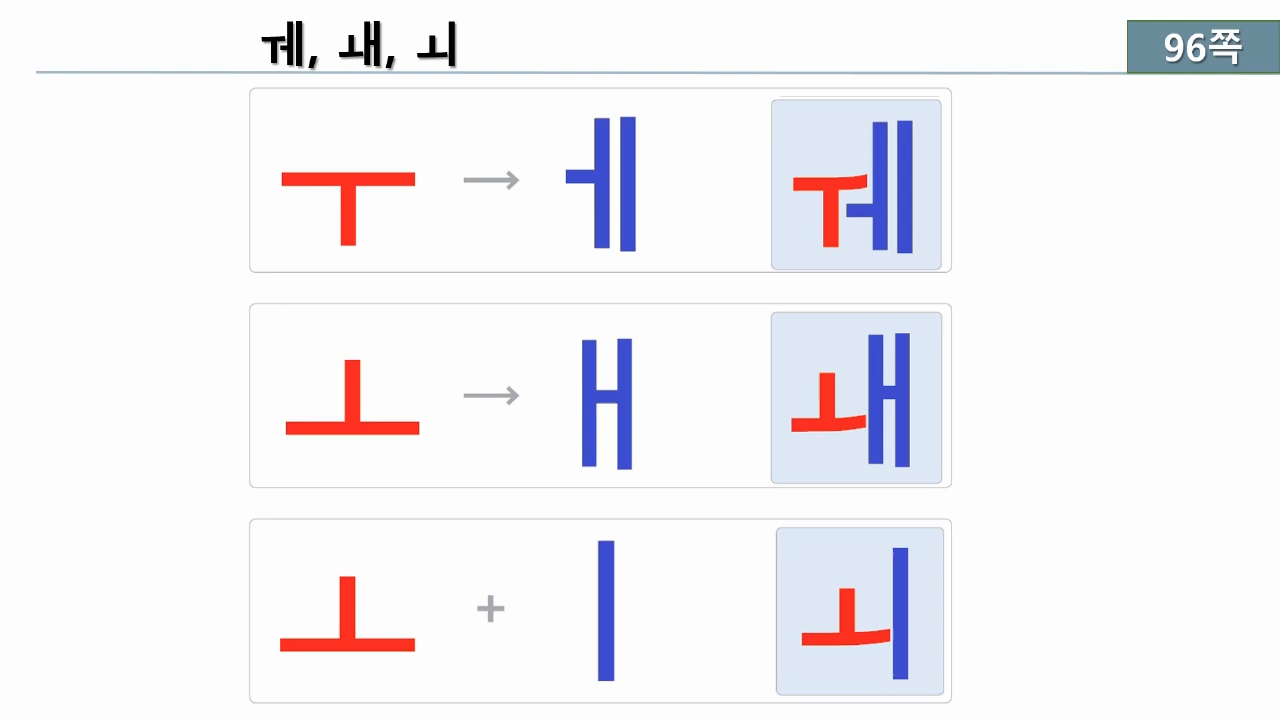 ㅞ, ㅙ, ㅚ
96쪽
ㅜ → ㅔ ㅞ
ㅗ → ㅐ ㅙ
ㅗ + ㅣ ㅚ